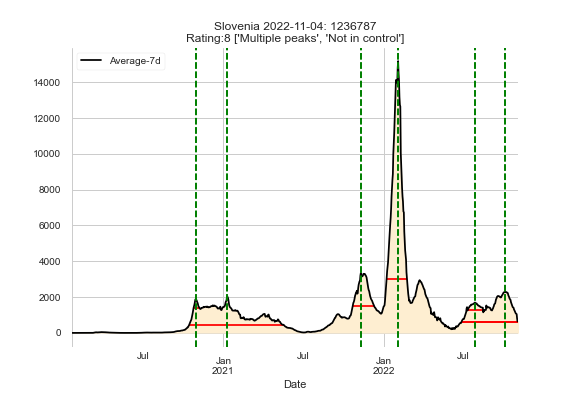 Slovenia 2022-11-04: 1236787
Rating:8 ['Multiple peaks', 'Not in control']
Average-7d
14000
12000
10000
8000
6000
4000
2000
0
Jul
Jan
2021
Jul
Jan
2022
Jul
Date